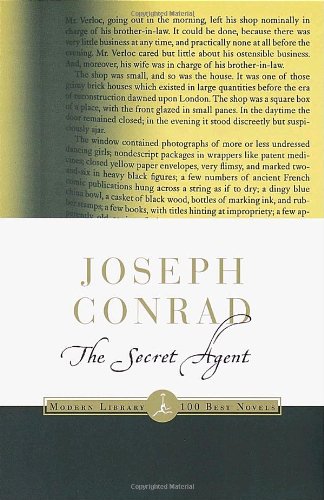 Mr. Verloc, going out in the morning, left his shop nominally in
charge of his brother-in-law. It could be done, because there was
very little business at any time, and practically none at all before the
evening. Mr. Verloc cared but little about his ostensible business.
And, moreover, his wife was in charge of his brother-in-law.
The shop was small, and so was the house. It was one of those
grimy brick houses which existed in large quantities before the era
of reconstruction dawned upon London. The shop was a square box
of a place, with the front glazed in small panes. In the daytime the
door remained closed; in the evening it stood discreetly but suspi-
ciously ajar.
The window contained photographs of more or less undressed
dancing girls; nondescript packages in wrappers like patent medi-
cines; closed yellow paper envelopes, very flimsy, and marked two-
and-six in heavy black figures; a few numbers of ancient French
comic publications hung across a string as if to dry; a dingy blue
china bowl, a casket of black wood, bottles of marking ink, and rub-
ber stamps; a few books, with titles hinting at impropriety; a few ap-
JOSEPH
CONRAD
The Secret Agent
MODERN LIBRARY 100 BEST NOVELS
Copyrighted Material